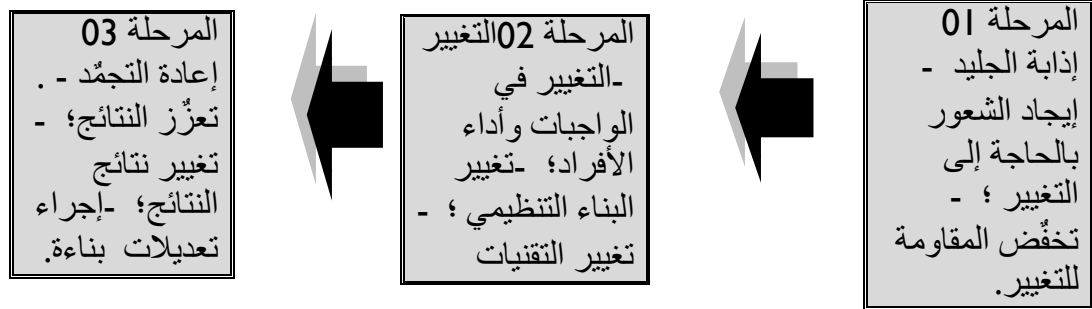 المرحلة 01
إذابة الجليد -
إيجاد الشعور
بالحاجة إلى
التغيير ؛ -
تخفٌض المقاومة
للتغيير.
المرحلة 02التغيير
-التغيير في
الواجبات وأداء
الأفراد؛ -تغيير
البناء التنظيمي ؛ -
تغيير التقنيات
المرحلة 03
إعادة التجمٌد - .
تعزٌز النتائج؛ -
تغيير نتائج
النتائج؛ -إجراء
تعديلات بناءة.